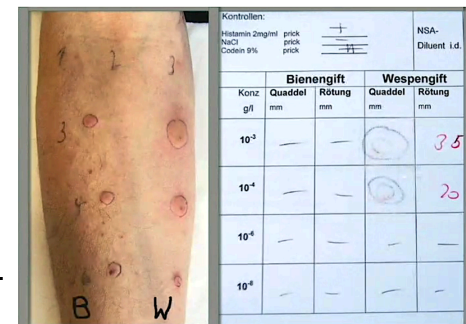 1 2 3
3
4
B W
Kontrollen:
Histamin 2mg/ml prick +
NaCl prick —
Codein 9% prick
NSA-
Diluent i.d.
Bienengift Wespengift
Konz Quaddel Rötung Quaddel Rötung
g/l mm mm mm mm
10⁻³ — — 35
10⁻⁴ — — 20
10⁻⁶ — — — —
10⁻⁸ — — — —